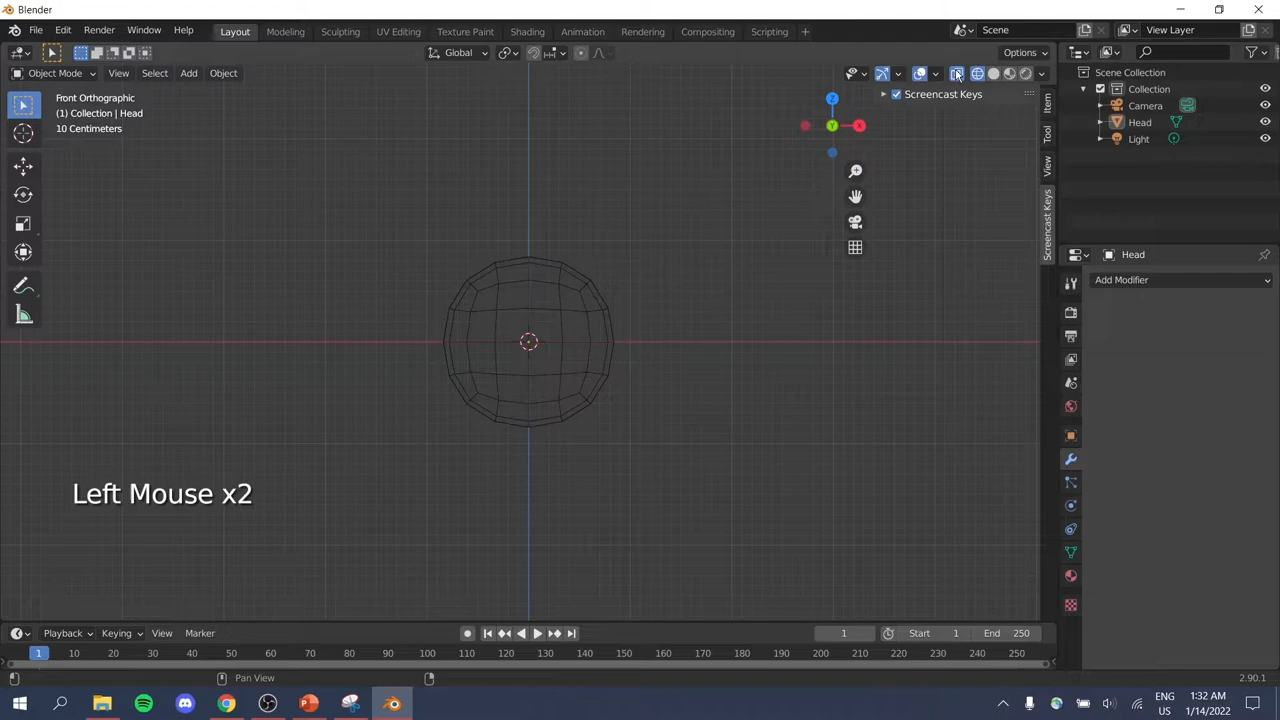 Blender
File Edit Render Window Help
Layout Modeling Sculpting UV Editing Texture Paint Shading Animation Rendering Compositing Scripting +
Scene
View Layer
Global
Options
Object Mode View Select Add Object
Front Orthographic
(1) Collection | Head
10 Centimeters
Screencast Keys
Z
Y
X
Item
Tool
View
Screencast Keys
Scene Collection
Collection
Camera
Head
Light
Head
Add Modifier
Left Mouse x2
Playback Keying View Marker
1
Start 1
End 250
1 10 20 30 40 50 60 70 80 90 100 110 120 130 140 150 160 170 180 190 200 210 220 230 240 250
Pan View
2.90.1
ENG
US
1:32 AM
1/14/2022